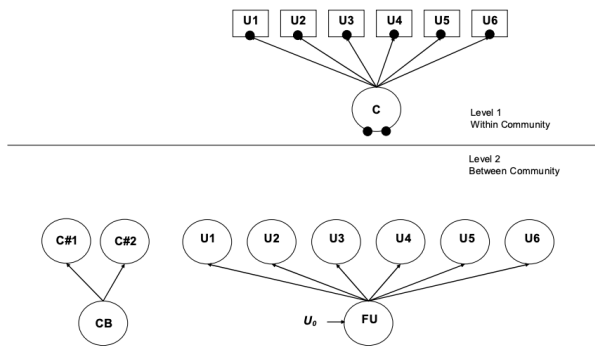 U1 U2 U3 U4 U5 U6
C
Level 1
Within Community
Level 2
Between Community
C#1 C#2 U1 U2 U3 U4 U5 U6
CB U₀ FU